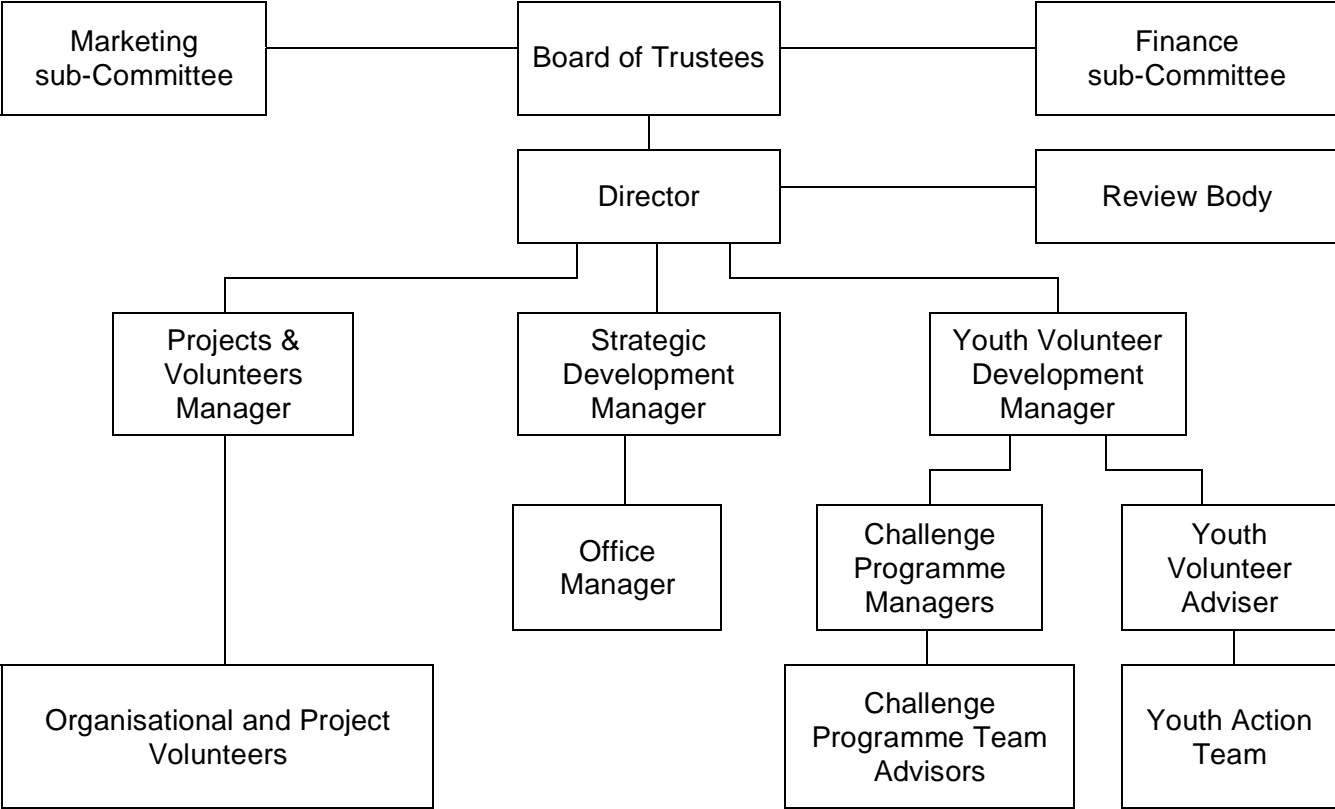 Marketing
sub-Committee
Board of Trustees
Finance
sub-Committee
Director
Review Body
Projects &
Volunteers
Manager
Strategic
Development
Manager
Youth Volunteer
Development
Manager
Office
Manager
Challenge
Programme
Managers
Youth
Volunteer
Adviser
Organisational and Project
Volunteers
Challenge
Programme Team
Advisors
Youth Action
Team